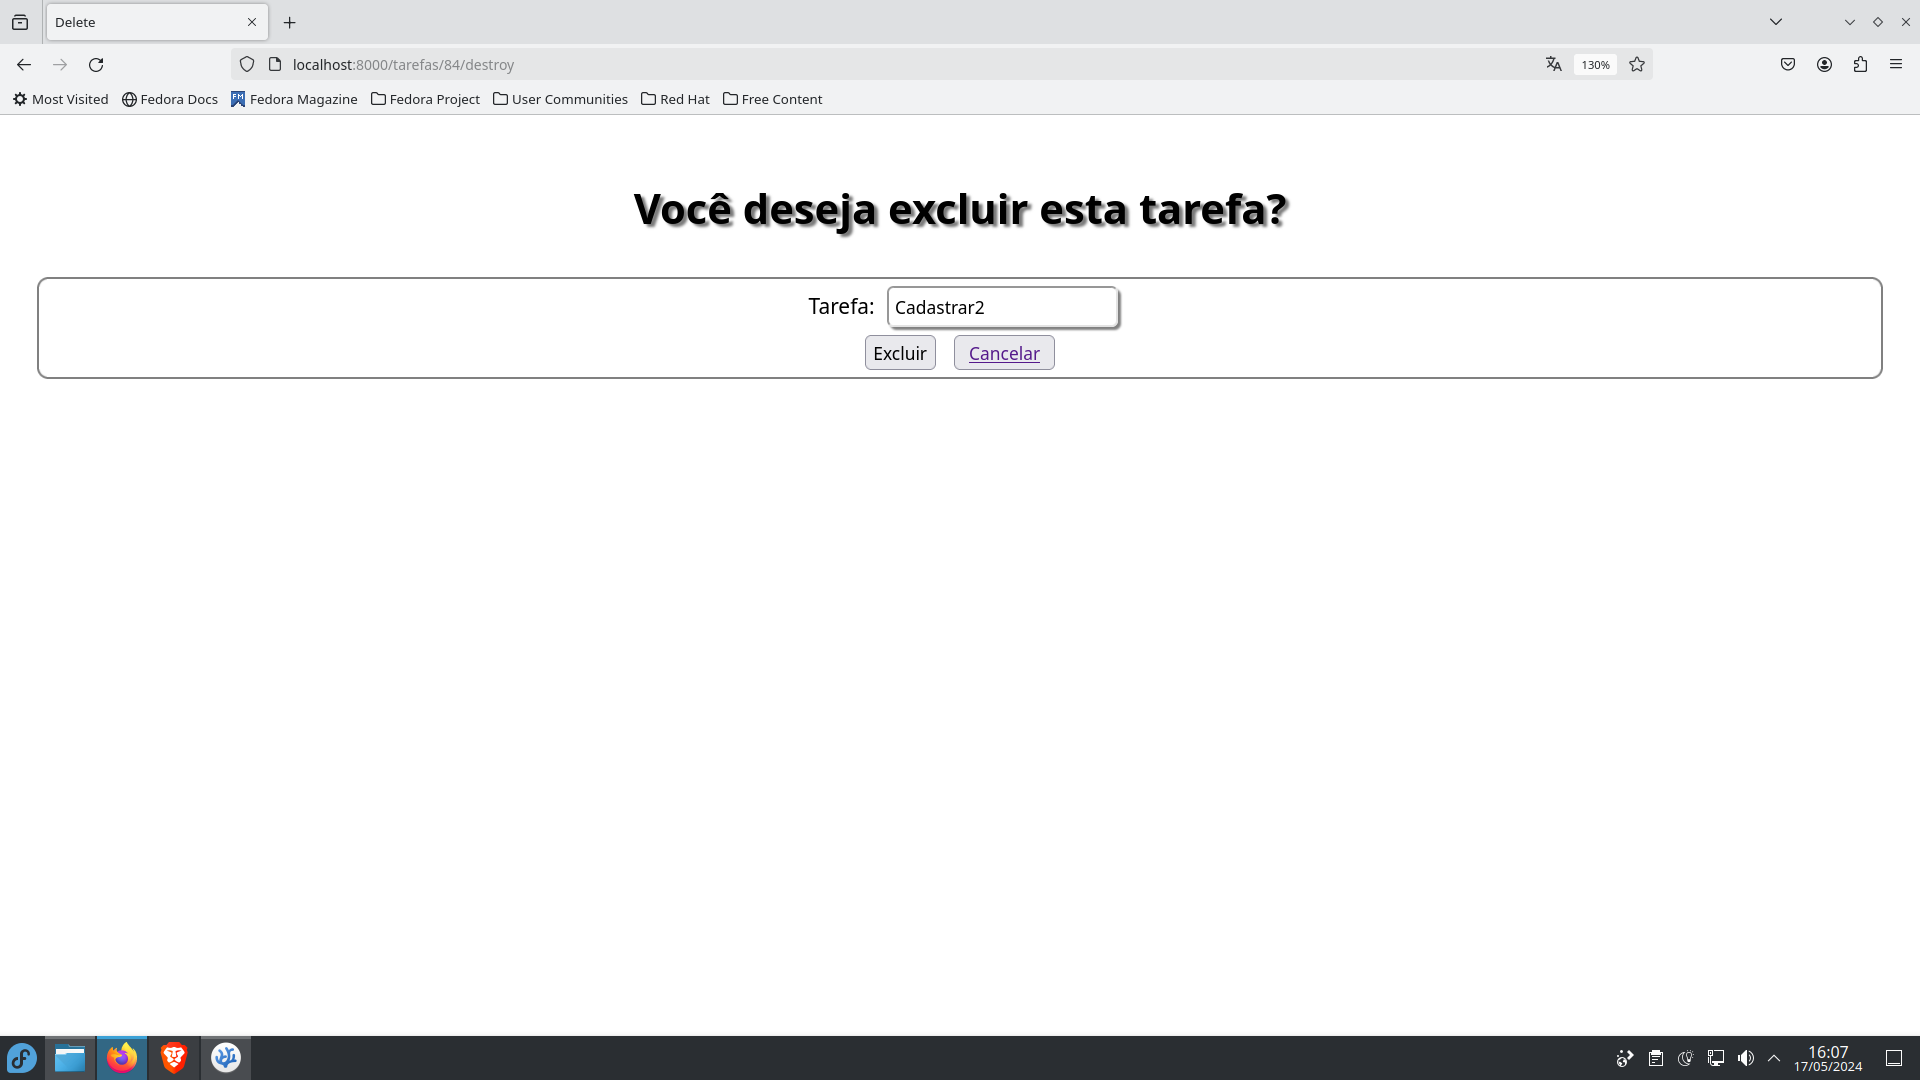 Delete
localhost:8000/tarefas/84/destroy
130%
Most Visited Fedora Docs Fedora Magazine Fedora Project User Communities Red Hat Free Content
Você deseja excluir esta tarefa?
Tarefa: Cadastrar2
Excluir Cancelar
16:07
17/05/2024